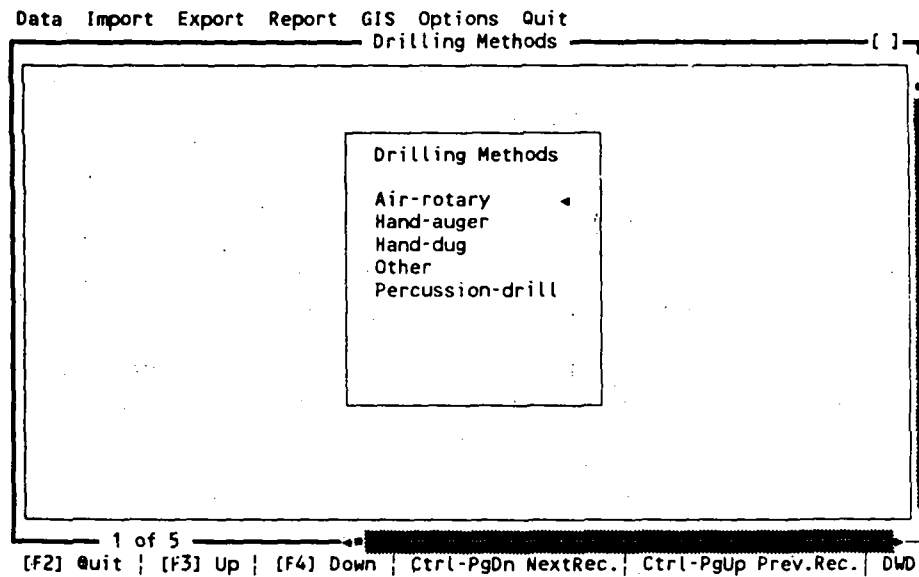 Data Import Export Report GIS Options Quit
Drilling Methods [ ]
Drilling Methods
Air-rotary
Hand-auger
Hand-dug
Other
Percussion-drill
1 of 5
[F2] Quit ¦ [F3] Up ¦ [F4] Down ¦ Ctrl-PgDn NextRec. ¦ Ctrl-PgUp Prev.Rec. ¦ DWD